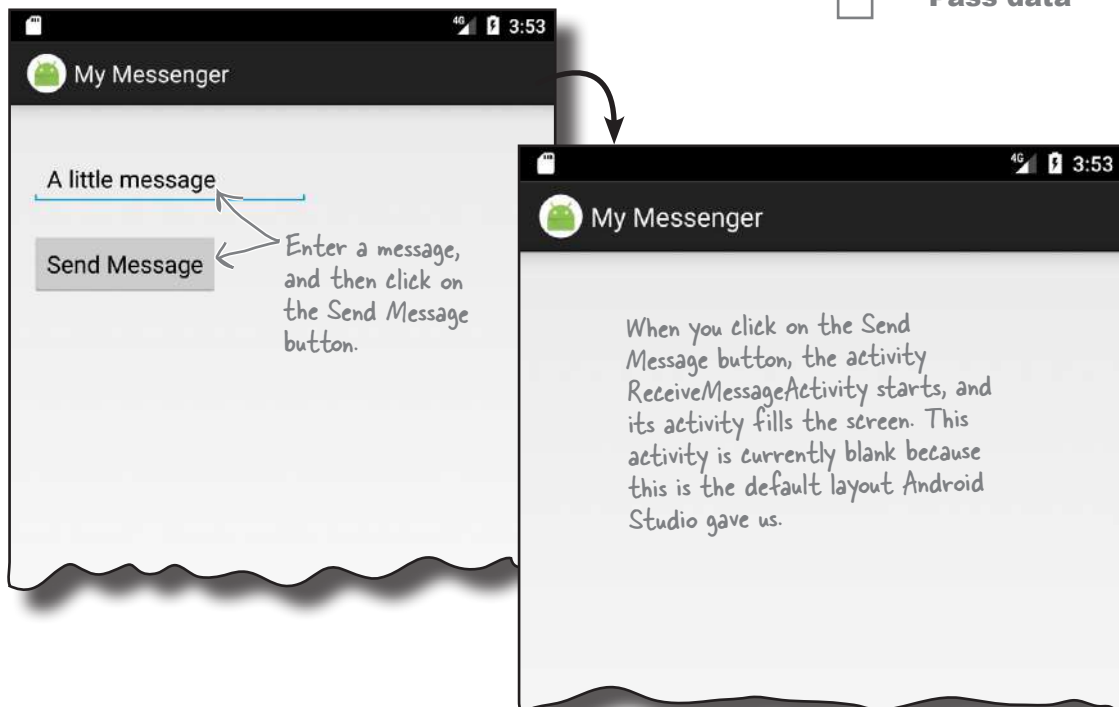 Pass data
4G 3:53
My Messenger
A little message
Send Message
Enter a message,
and then click on
the Send Message
button.
4G 3:53
My Messenger
When you click on the Send
Message button, the activity
ReceiveMessageActivity starts, and
its activity fills the screen. This
activity is currently blank because
this is the default layout Android
Studio gave us.